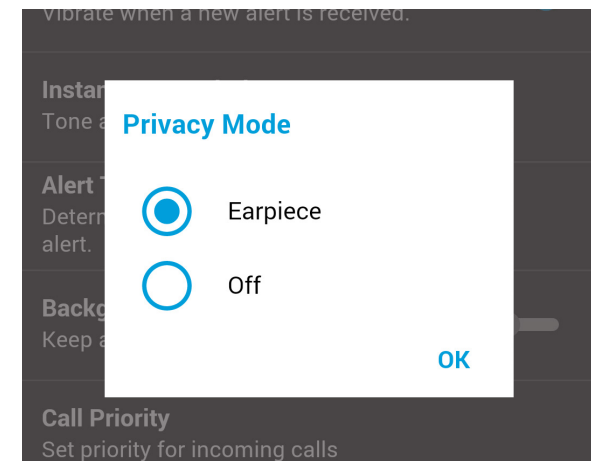 Vibrate when a new alert is received.
Instan
Tone a
Privacy Mode
Alert T
Earpiece
Determ
alert.
Off
Backg
Keep a
OK
Call Priority
Set priority for incoming calls